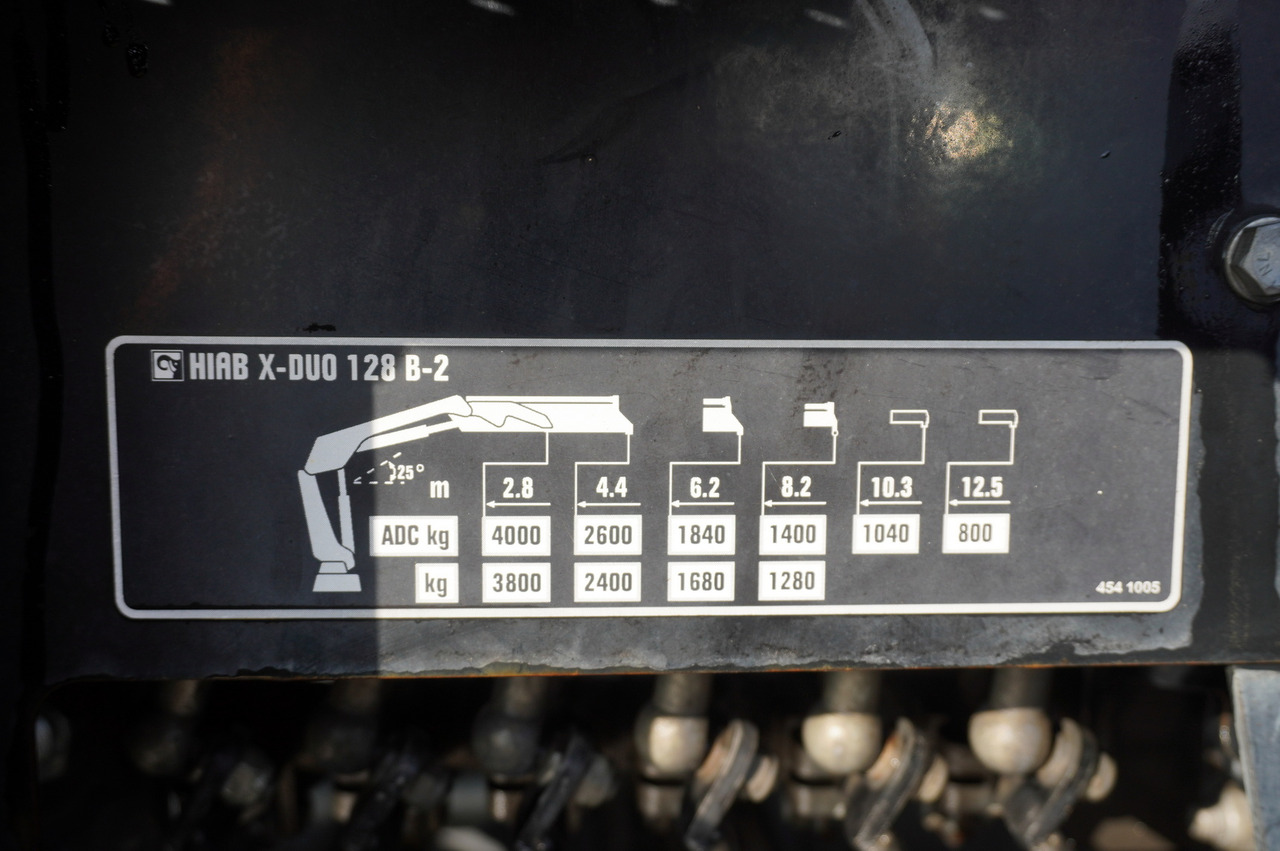 HIAB X-DUO 128 B-2
25°
m 2.8 4.4 6.2 8.2 10.3 12.5
ADC kg 4000 2600 1840 1400 1040 800
kg 3800 2400 1680 1280
454 1005